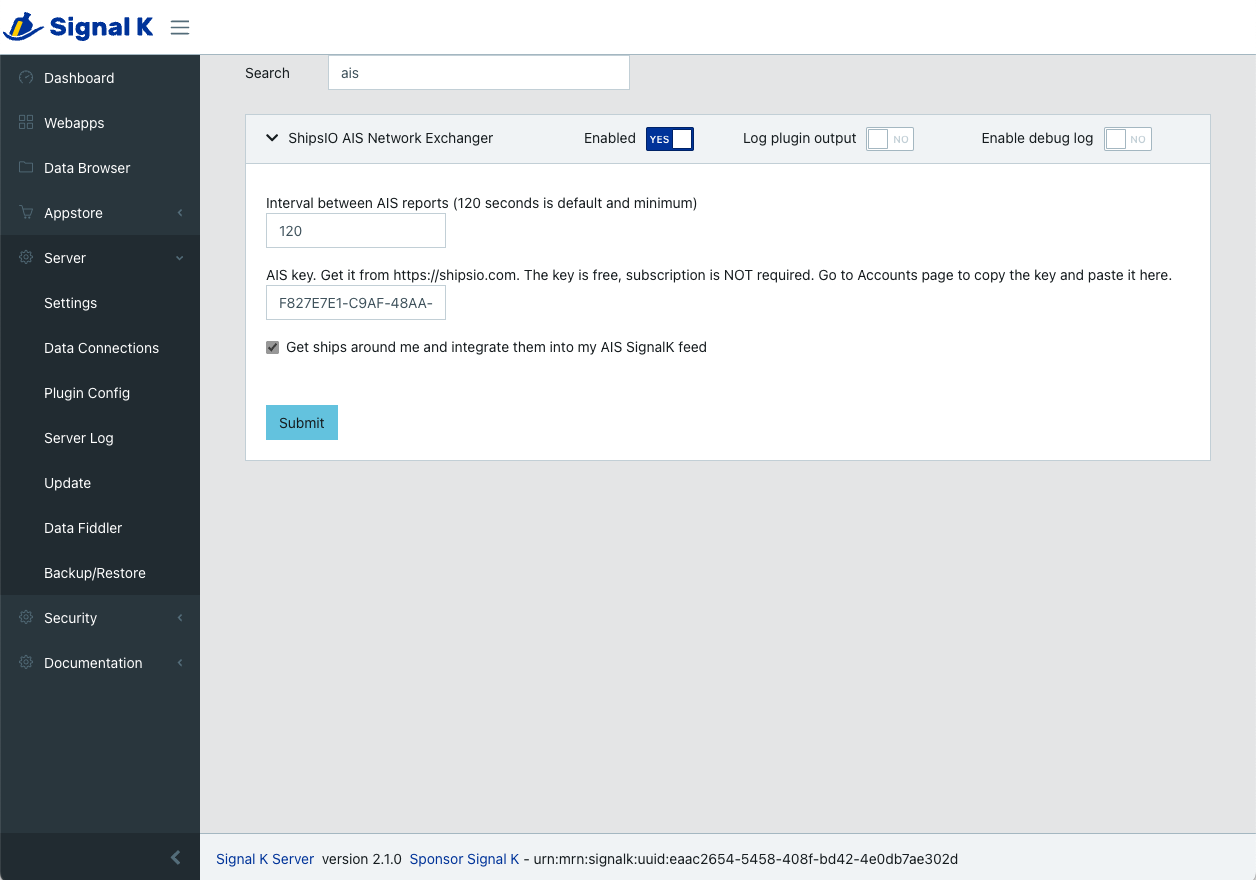 Signal K
Dashboard
Webapps
Data Browser
Appstore
Server
Settings
Data Connections
Plugin Config
Server Log
Update
Data Fiddler
Backup/Restore
Security
Documentation
Search ais
ShipsIO AIS Network Exchanger Enabled YES Log plugin output NO Enable debug log NO
Interval between AIS reports (120 seconds is default and minimum)
120
AIS key. Get it from https://shipsio.com. The key is free, subscription is NOT required. Go to Accounts page to copy the key and paste it here.
F827E7E1-C9AF-48AA-
Get ships around me and integrate them into my AIS SignalK feed
Submit
Signal K Server version 2.1.0 Sponsor Signal K - urn:mrn:signalk:uuid:eaac2654-5458-408f-bd42-4e0db7ae302d